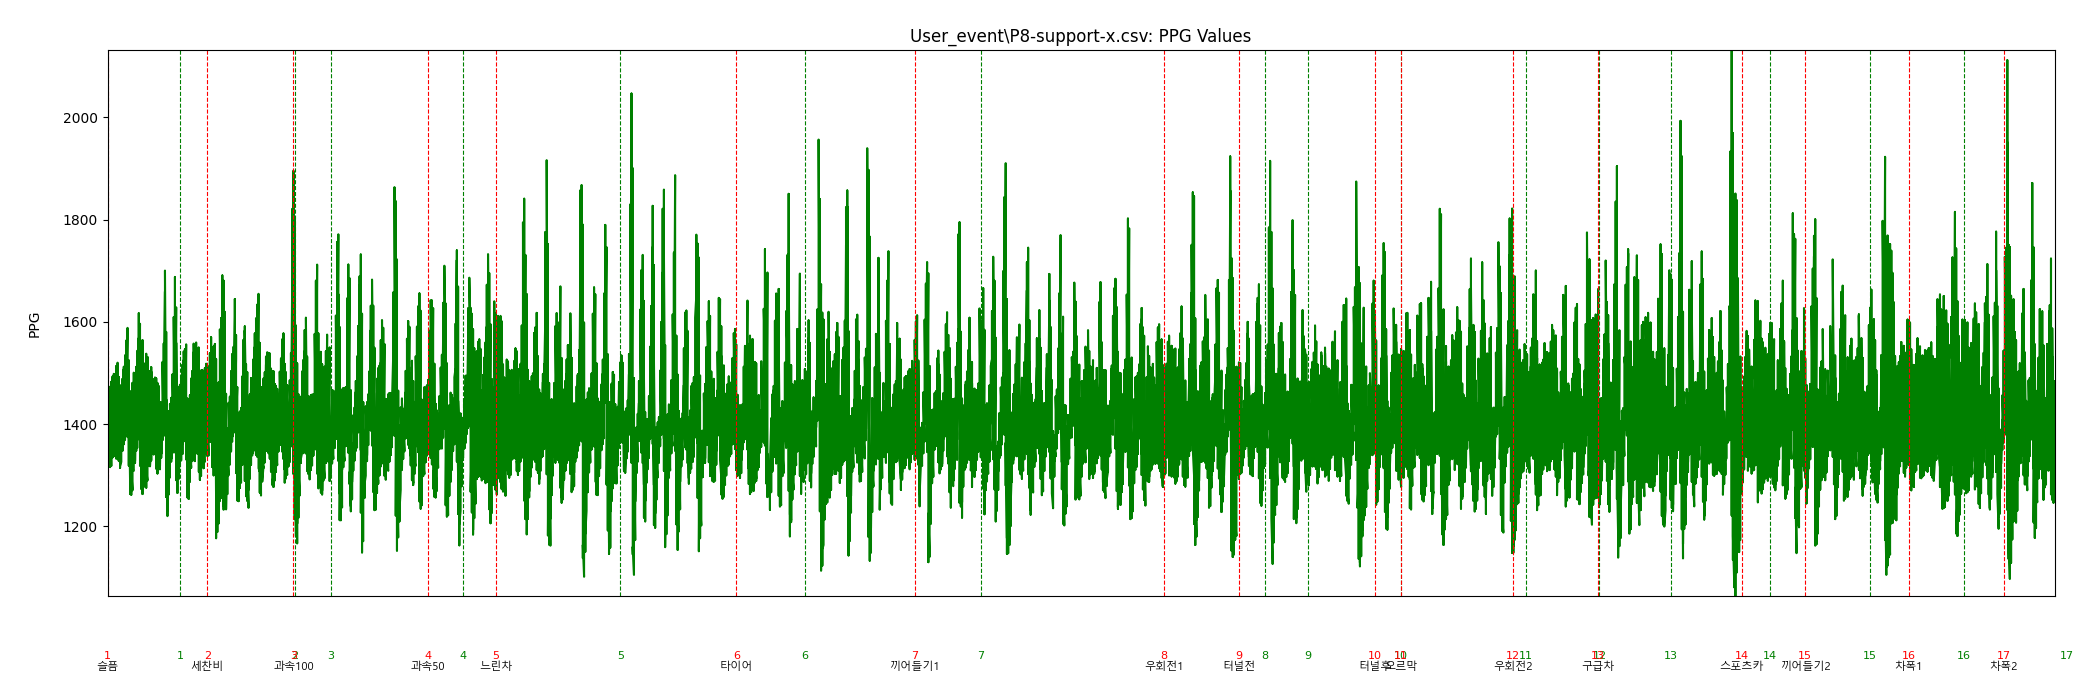 User_event\P8-support-x.csv: PPG Values
PPG
2000
1800
1600
1400
1200
1 1 2 3 3 4 4 5 5 6 6 7 7 8 9 8 9 10 12 11 13 14 14 15 15 16 16 17 17
슬픔 세찬비 과속100 과속50 느린차 타이어 끼어들기1 우회전1 터널전 터널후 오르막 우회전2 구급차 스포츠카 끼어들기2 차폭1 차폭2